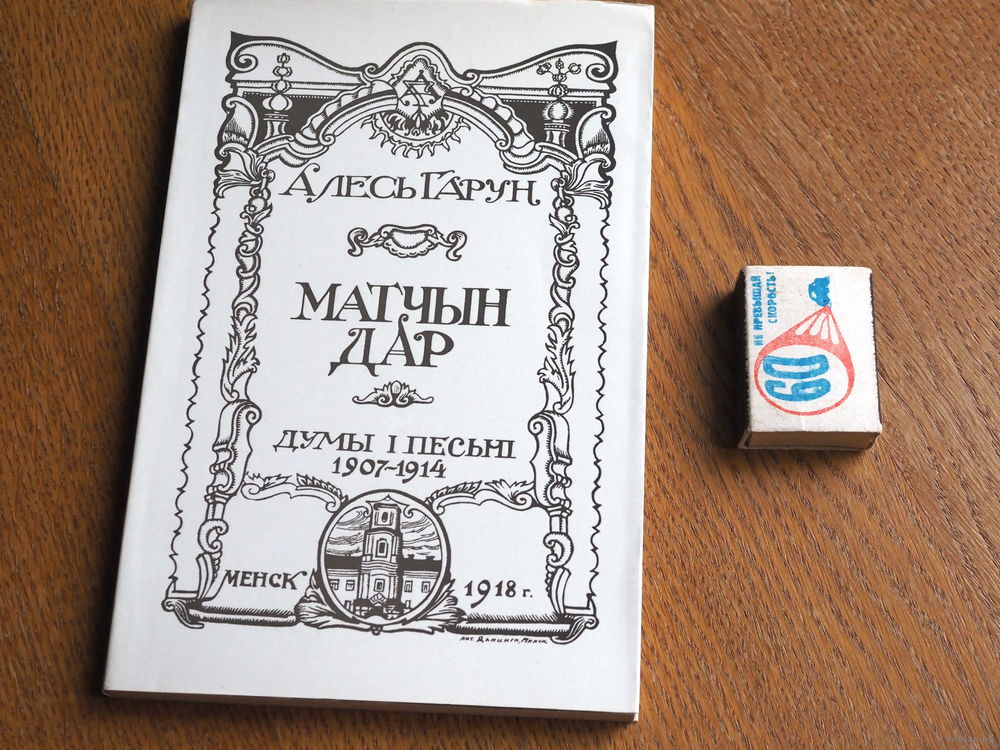 АЛЕСЬ ГАРУН
МАТЧЫН
ДАР
ДУМЫ І ПЕСЬНІ
1907–1914
МЕНСК
1918 г.
НЕ ПРЕВЫШАЙ
СКОРОСТЬ!
60